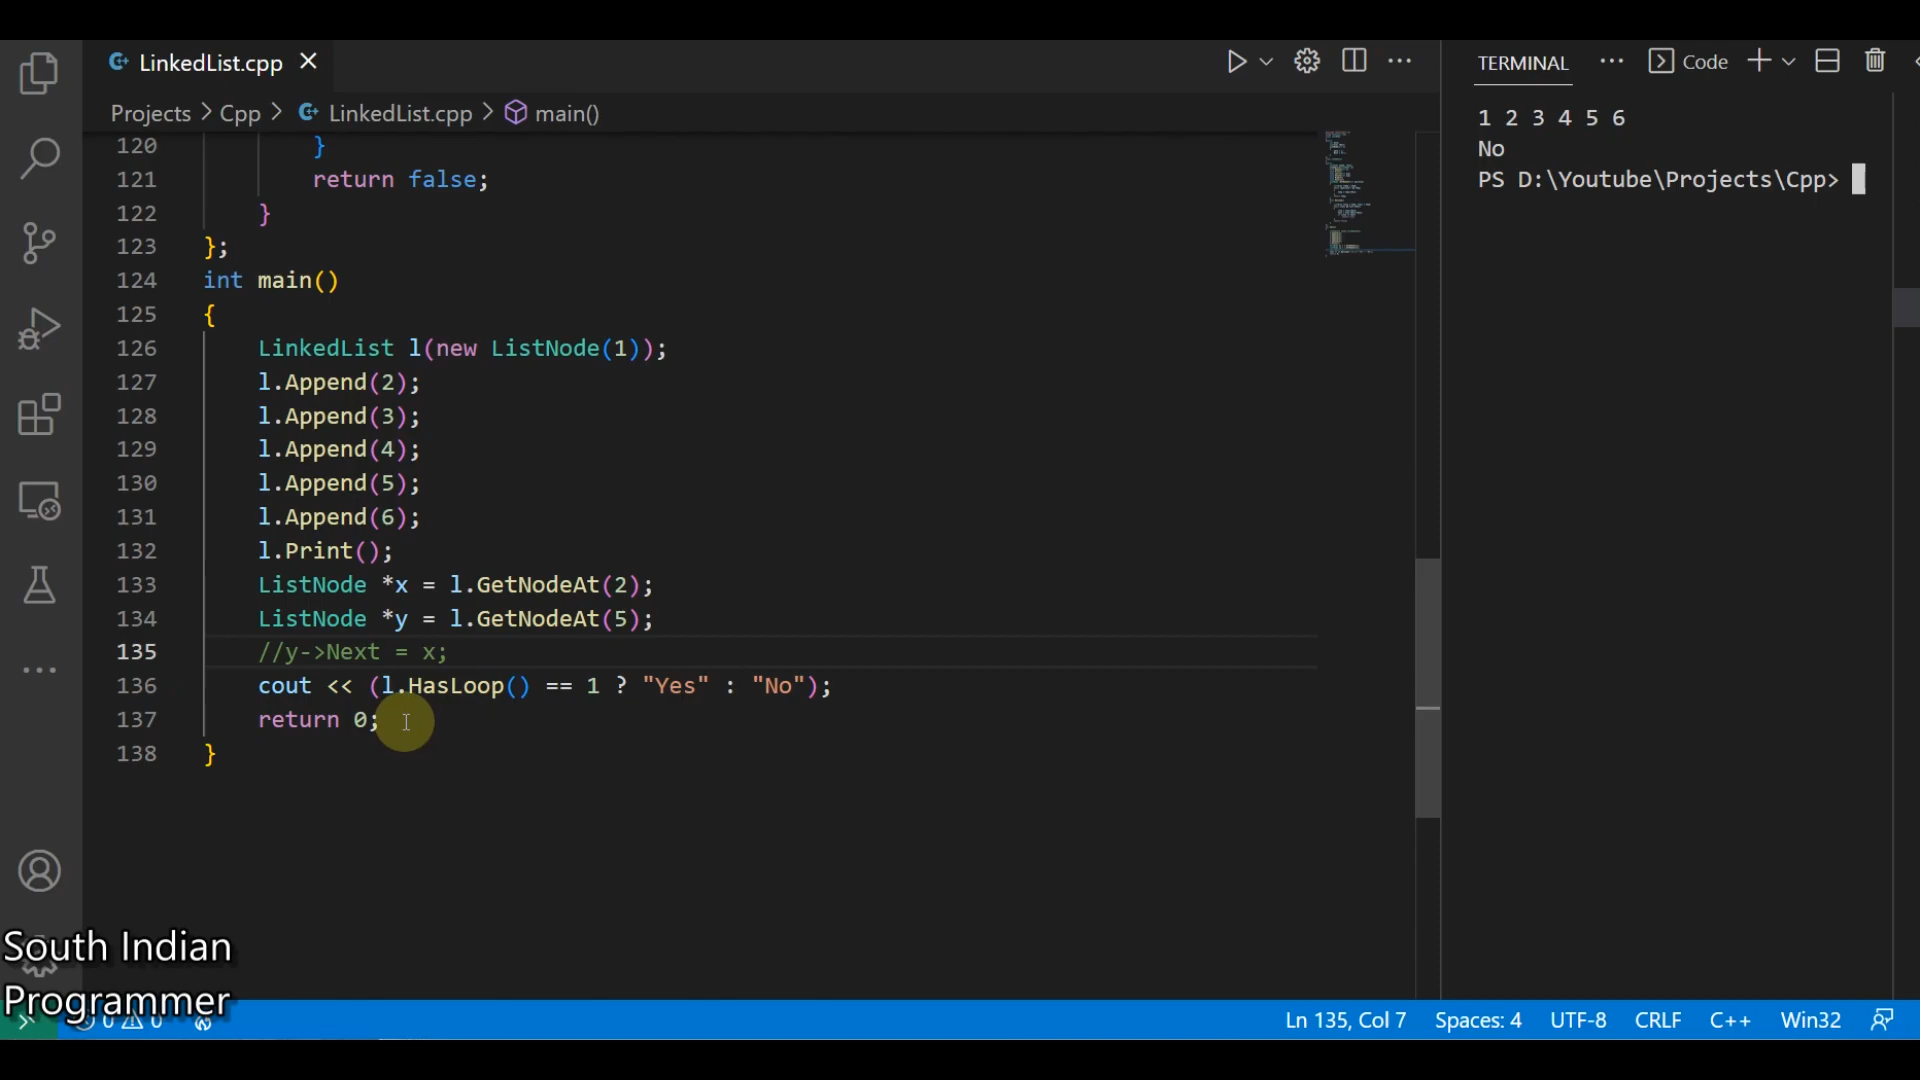 LinkedList.cpp
TERMINAL
Code
Projects > Cpp > LinkedList.cpp > main()
1 2 3 4 5 6
No
PS D:\Youtube\Projects\Cpp>
120 }
121 return false;
122 }
123 };
124 int main()
125 {
126 LinkedList l(new ListNode(1));
127 l.Append(2);
128 l.Append(3);
129 l.Append(4);
130 l.Append(5);
131 l.Append(6);
132 l.Print();
133 ListNode *x = l.GetNodeAt(2);
134 ListNode *y = l.GetNodeAt(5);
135 //y->Next = x;
136 cout << (l.HasLoop() == 1 ? "Yes" : "No");
137 return 0;
138 }
South Indian
Programmer
0 0
Ln 135, Col 7 Spaces: 4 UTF-8 CRLF C++ Win32